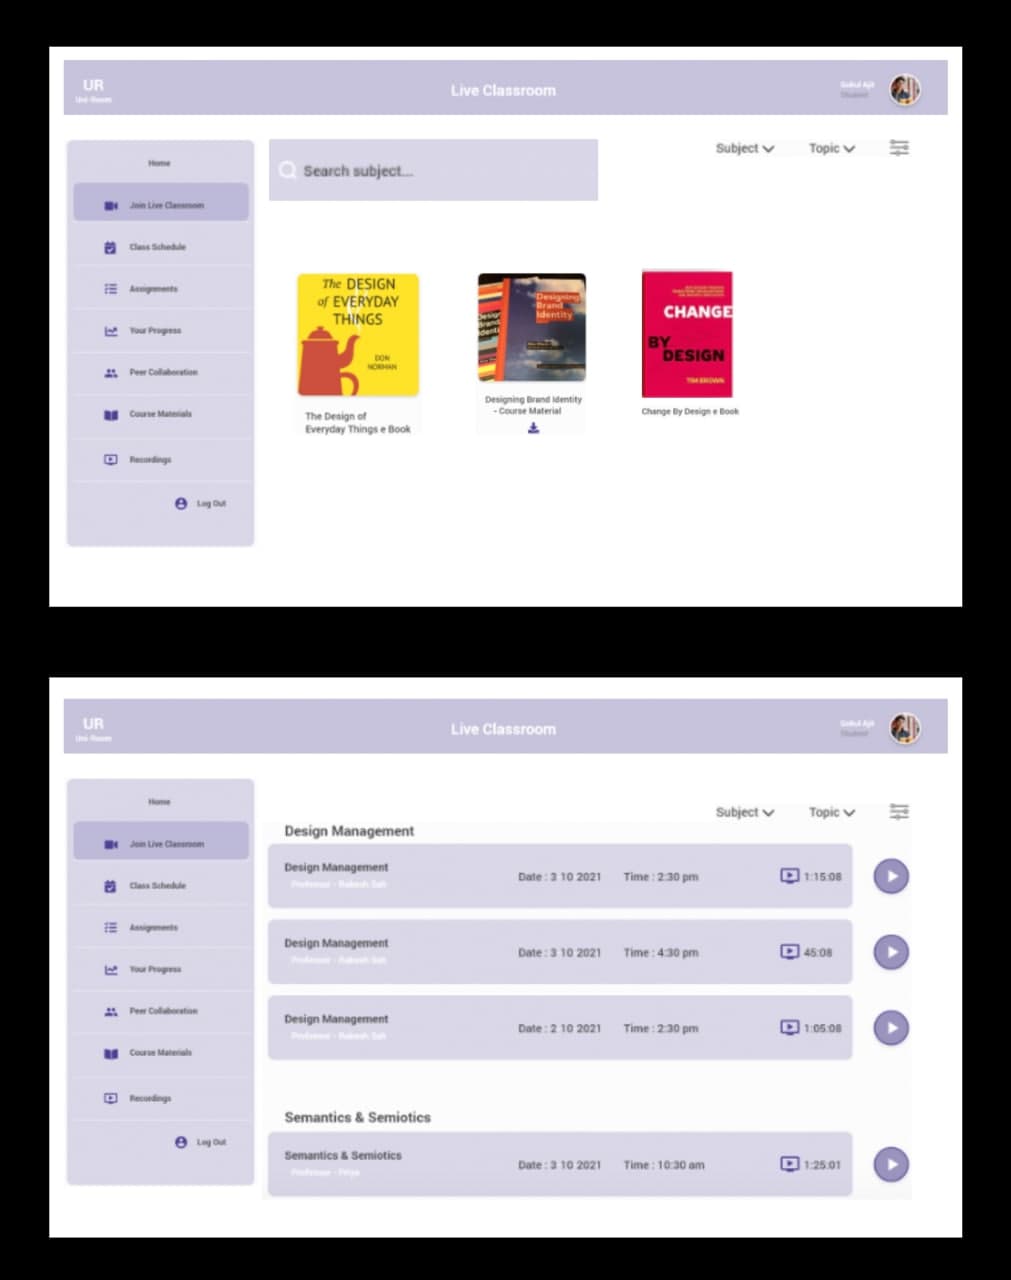 UR
Uni-Room
Live Classroom
Gokul Ajit
Student
Home
Join Live Classroom
Class Schedule
Assignments
Your Progress
Peer Collaboration
Course Materials
Recordings
Log Out
Search subject...
Subject
Topic
The DESIGN
of EVERYDAY
THINGS
DON
NORMAN
The Design of
Everyday Things e Book
Designing
Brand
Identity
Designing Brand Identity
- Course Material
CHANGE
BY
DESIGN
TIM BROWN
Change By Design e Book
UR
Uni-Room
Live Classroom
Gokul Ajit
Student
Home
Join Live Classroom
Class Schedule
Assignments
Your Progress
Peer Collaboration
Course Materials
Recordings
Log Out
Subject
Topic
Design Management
Design Management
Professor - Rakesh Sah
Date : 3 10 2021
Time : 2:30 pm
1:15:08
Design Management
Professor - Rakesh Sah
Date : 3 10 2021
Time : 4:30 pm
45:08
Design Management
Professor - Rakesh Sah
Date : 2 10 2021
Time : 2:30 pm
1:05:08
Semantics & Semiotics
Semantics & Semiotics
Professor - Priya
Date : 3 10 2021
Time : 10:30 am
1:25:01